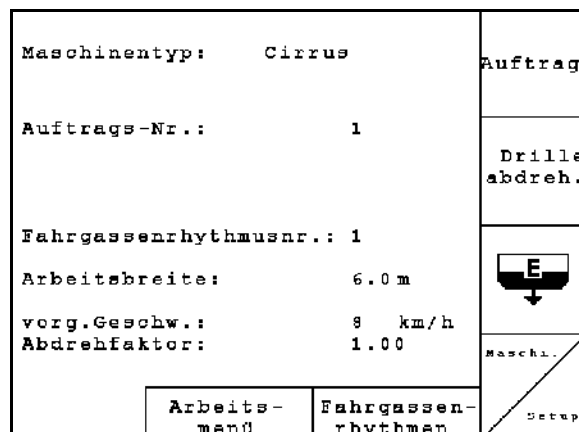 Maschinentyp: Cirrus
Auftrag
Auftrags-Nr.: 1
Drille
abdreh.
Fahrgassenrhythmusnr.: 1
E
Arbeitsbreite: 6.0 m
vorg.Geschw.: 8 km/h
Abdrehfaktor: 1.00
Maschi.
Setup
Arbeits-
menü
Fahrgassen-
rhythmen